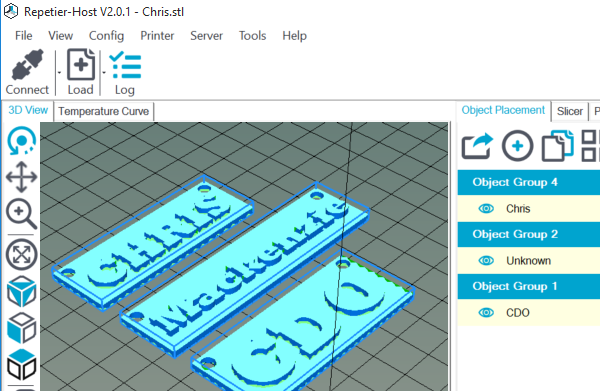 Repetier-Host V2.0.1 - Chris.stl
File View Config Printer Server Tools Help
Connect Load Log
3D View Temperature Curve
Object Placement Slicer P
Object Group 4
Chris
Object Group 2
Unknown
Object Group 1
CDO
CHRIS
Mackenzie
CDO